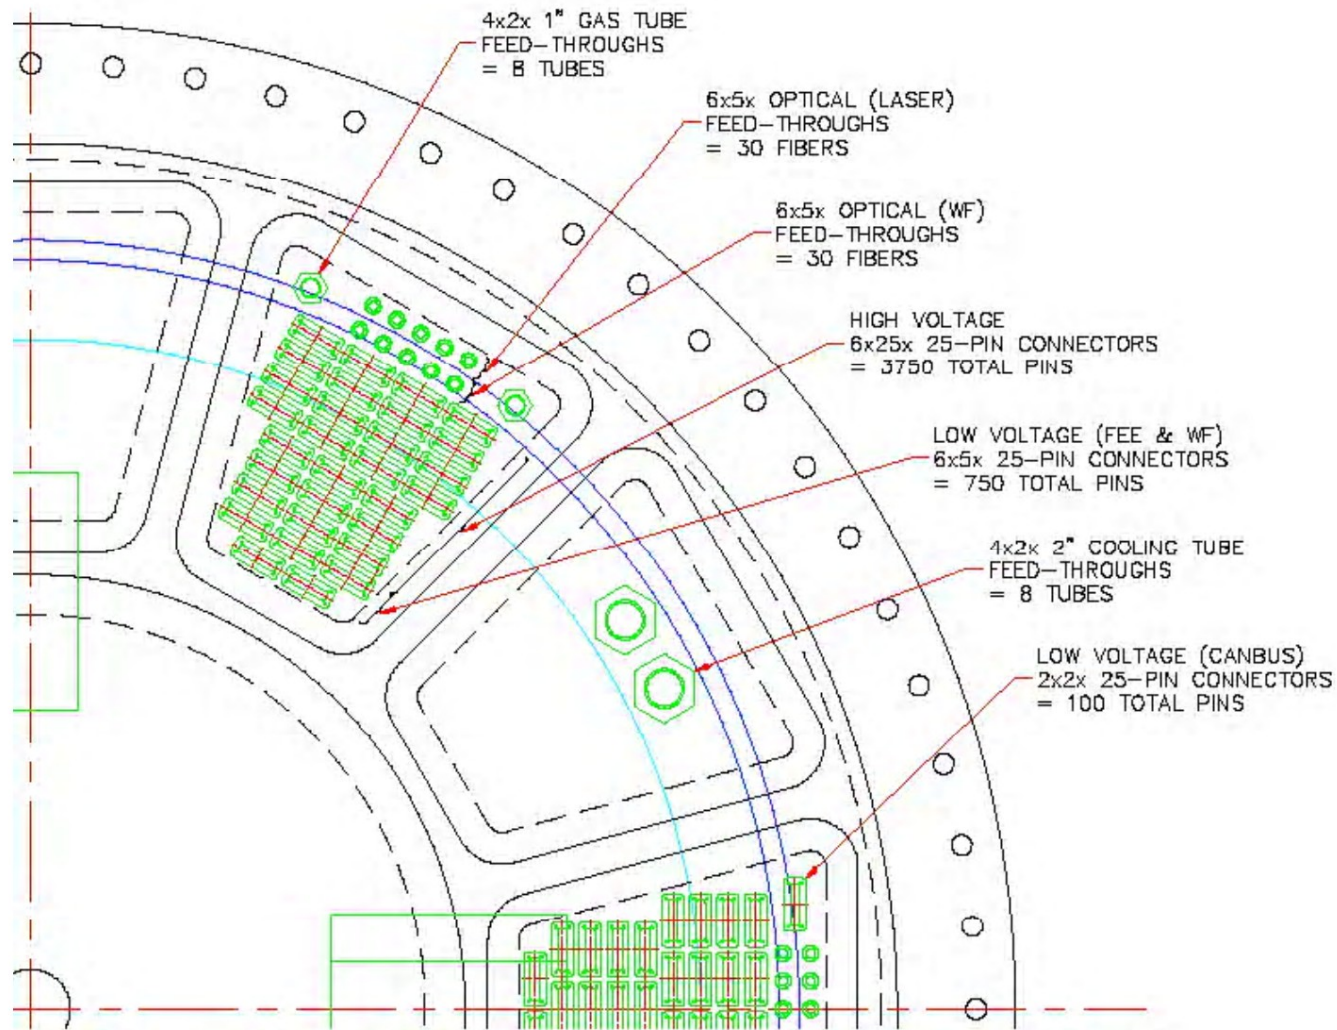 4x2x 1" GAS TUBE
FEED-THROUGHS
= 8 TUBES
6x5x OPTICAL (LASER)
FEED-THROUGHS
= 30 FIBERS
6x5x OPTICAL (WF)
FEED-THROUGHS
= 30 FIBERS
HIGH VOLTAGE
6x25x 25-PIN CONNECTORS
= 3750 TOTAL PINS
LOW VOLTAGE (FEE & WF)
6x5x 25-PIN CONNECTORS
= 750 TOTAL PINS
4x2x 2" COOLING TUBE
FEED-THROUGHS
= 8 TUBES
LOW VOLTAGE (CANBUS)
2x2x 25-PIN CONNECTORS
= 100 TOTAL PINS